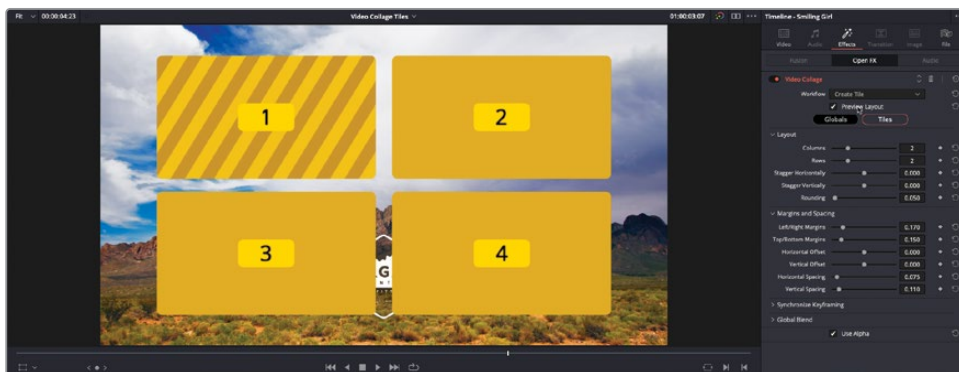 Fit 00:00:04:23 Video Collage Tiles 01:00:03:07 Timeline - Smiling Girl
Video Audio Effects Transition Image File
Fusion Open FX Audio
Video Collage
Workflow Create Tile
Preview Layout
Globals Tiles
Layout
Columns 2
Rows 2
Stagger Horizontally 0.000
Stagger Vertically 0.000
Rounding 0.050
Margins and Spacing
Left/Right Margins 0.170
Top/Bottom Margins 0.150
Horizontal Offset 0.000
Vertical Offset 0.000
Horizontal Spacing 0.075
Vertical Spacing 0.110
Synchronize Keyframing
Global Blend
Use Alpha
1
2
3
4
G